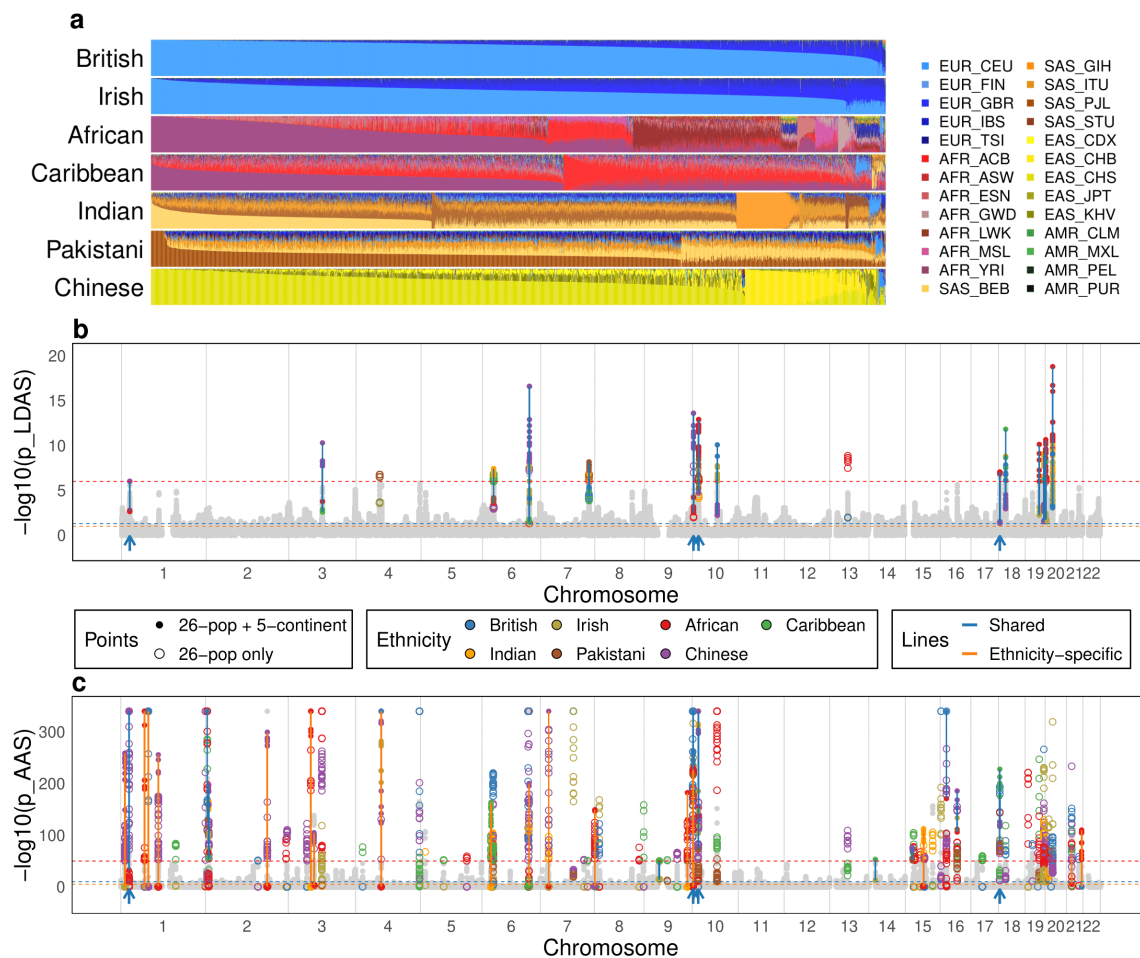 a
British
Irish
African
Caribbean
Indian
Pakistani
Chinese
EUR_CEU
EUR_FIN
EUR_GBR
EUR_IBS
EUR_TSI
AFR_ACB
AFR_ASW
AFR_ESN
AFR_GWD
AFR_LWK
AFR_MSL
AFR_YRI
SAS_BEB
SAS_GIH
SAS_ITU
SAS_PJL
SAS_STU
EAS_CDX
EAS_CHB
EAS_CHS
EAS_JPT
EAS_KHV
AMR_CLM
AMR_MXL
AMR_PEL
AMR_PUR
b
−log10(p_LDAS)
20
15
10
5
0
1 2 3 4 5 6 7 8 9 10 11 12 13 14 15 16 17 18 19 20 21 22
Chromosome
Points
26-pop + 5-continent
26-pop only
Ethnicity
British Irish African Caribbean
Indian Pakistani Chinese
Lines
Shared
Ethnicity−specific
c
−log10(p_AAS)
300
200
100
0
1 2 3 4 5 6 7 8 9 10 11 12 13 14 15 16 17 18 19 20 21 22
Chromosome